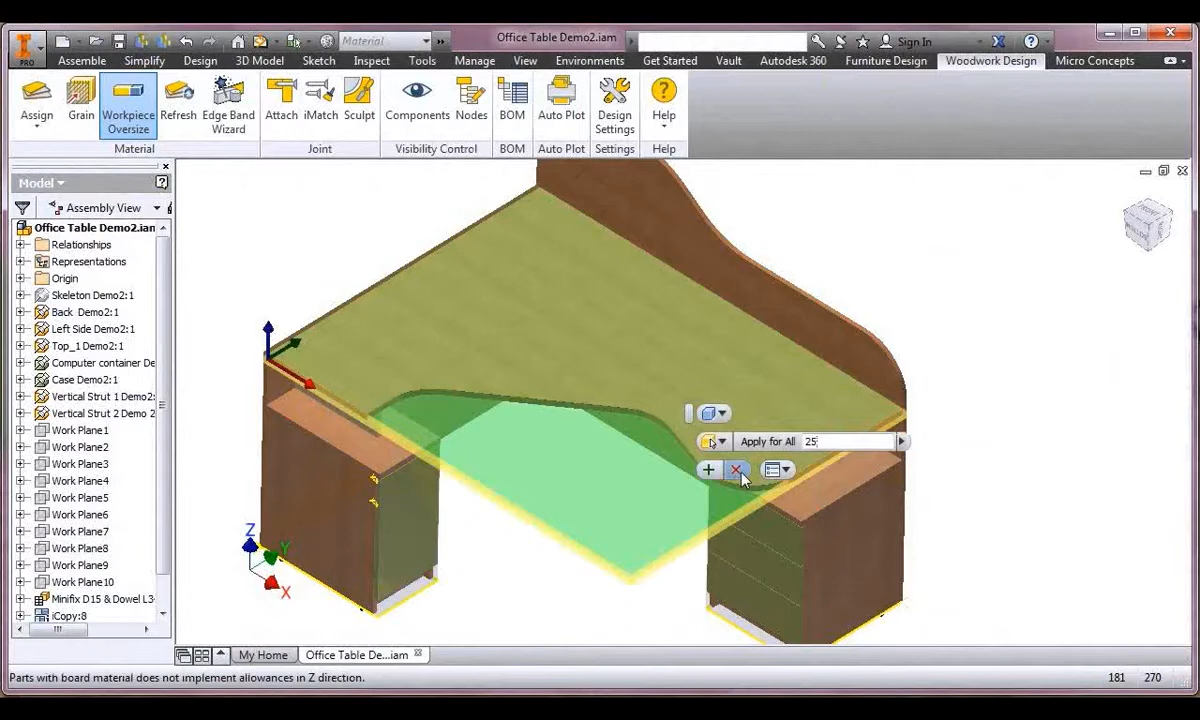 Office Table Demo2.iam
Material
Sign In
PRO
Assemble Simplify Design 3D Model Sketch Inspect Tools Manage View Environments Get Started Vault Autodesk 360 Furniture Design Woodwork Design Micro Concepts
Assign Grain Workpiece Oversize Refresh Edge Band Wizard Attach iMatch Sculpt Components Nodes BOM Auto Plot Design Settings Help
Material Joint Visibility Control BOM Auto Plot Settings Help
Model
Assembly View
Office Table Demo2.iam
Relationships
Representations
Origin
Skeleton Demo2:1
Back Demo2:1
Left Side Demo2:1
Top_1 Demo2:1
Computer container De
Case Demo2:1
Vertical Strut 1 Demo2:
Vertical Strut 2 Demo 2
Work Plane1
Work Plane2
Work Plane3
Work Plane4
Work Plane5
Work Plane6
Work Plane7
Work Plane8
Work Plane9
Work Plane10
Minifix D15 & Dowel L3
iCopy:8
Apply for All 25
Z
Y
X
My Home
Office Table De...iam
Parts with board material does not implement allowances in Z direction.
181 270